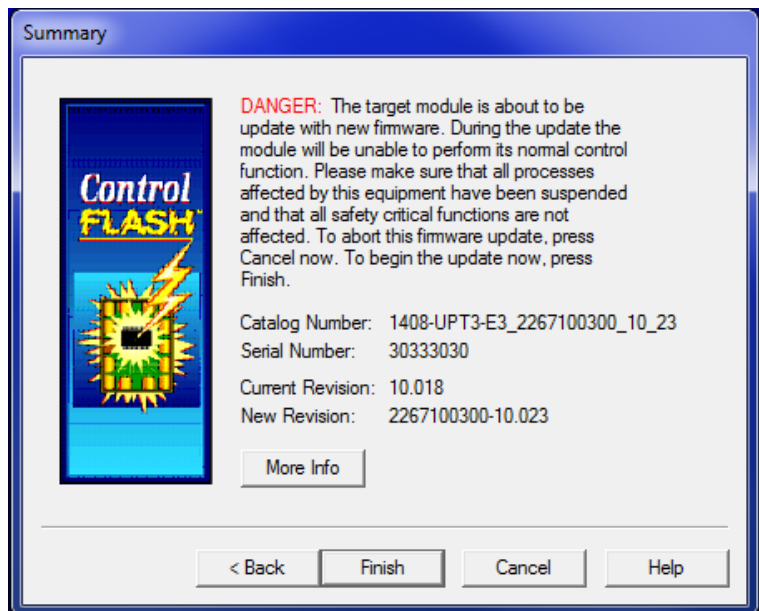 Summary
Control
FLASH
DANGER: The target module is about to be
update with new firmware. During the update the
module will be unable to perform its normal control
function. Please make sure that all processes
affected by this equipment have been suspended
and that all safety critical functions are not
affected. To abort this firmware update, press
Cancel now. To begin the update now, press
Finish.
Catalog Number: 1408-UPT3-E3_2267100300_10_23
Serial Number: 30333030
Current Revision: 10.018
New Revision: 2267100300-10.023
More Info
< Back Finish Cancel Help